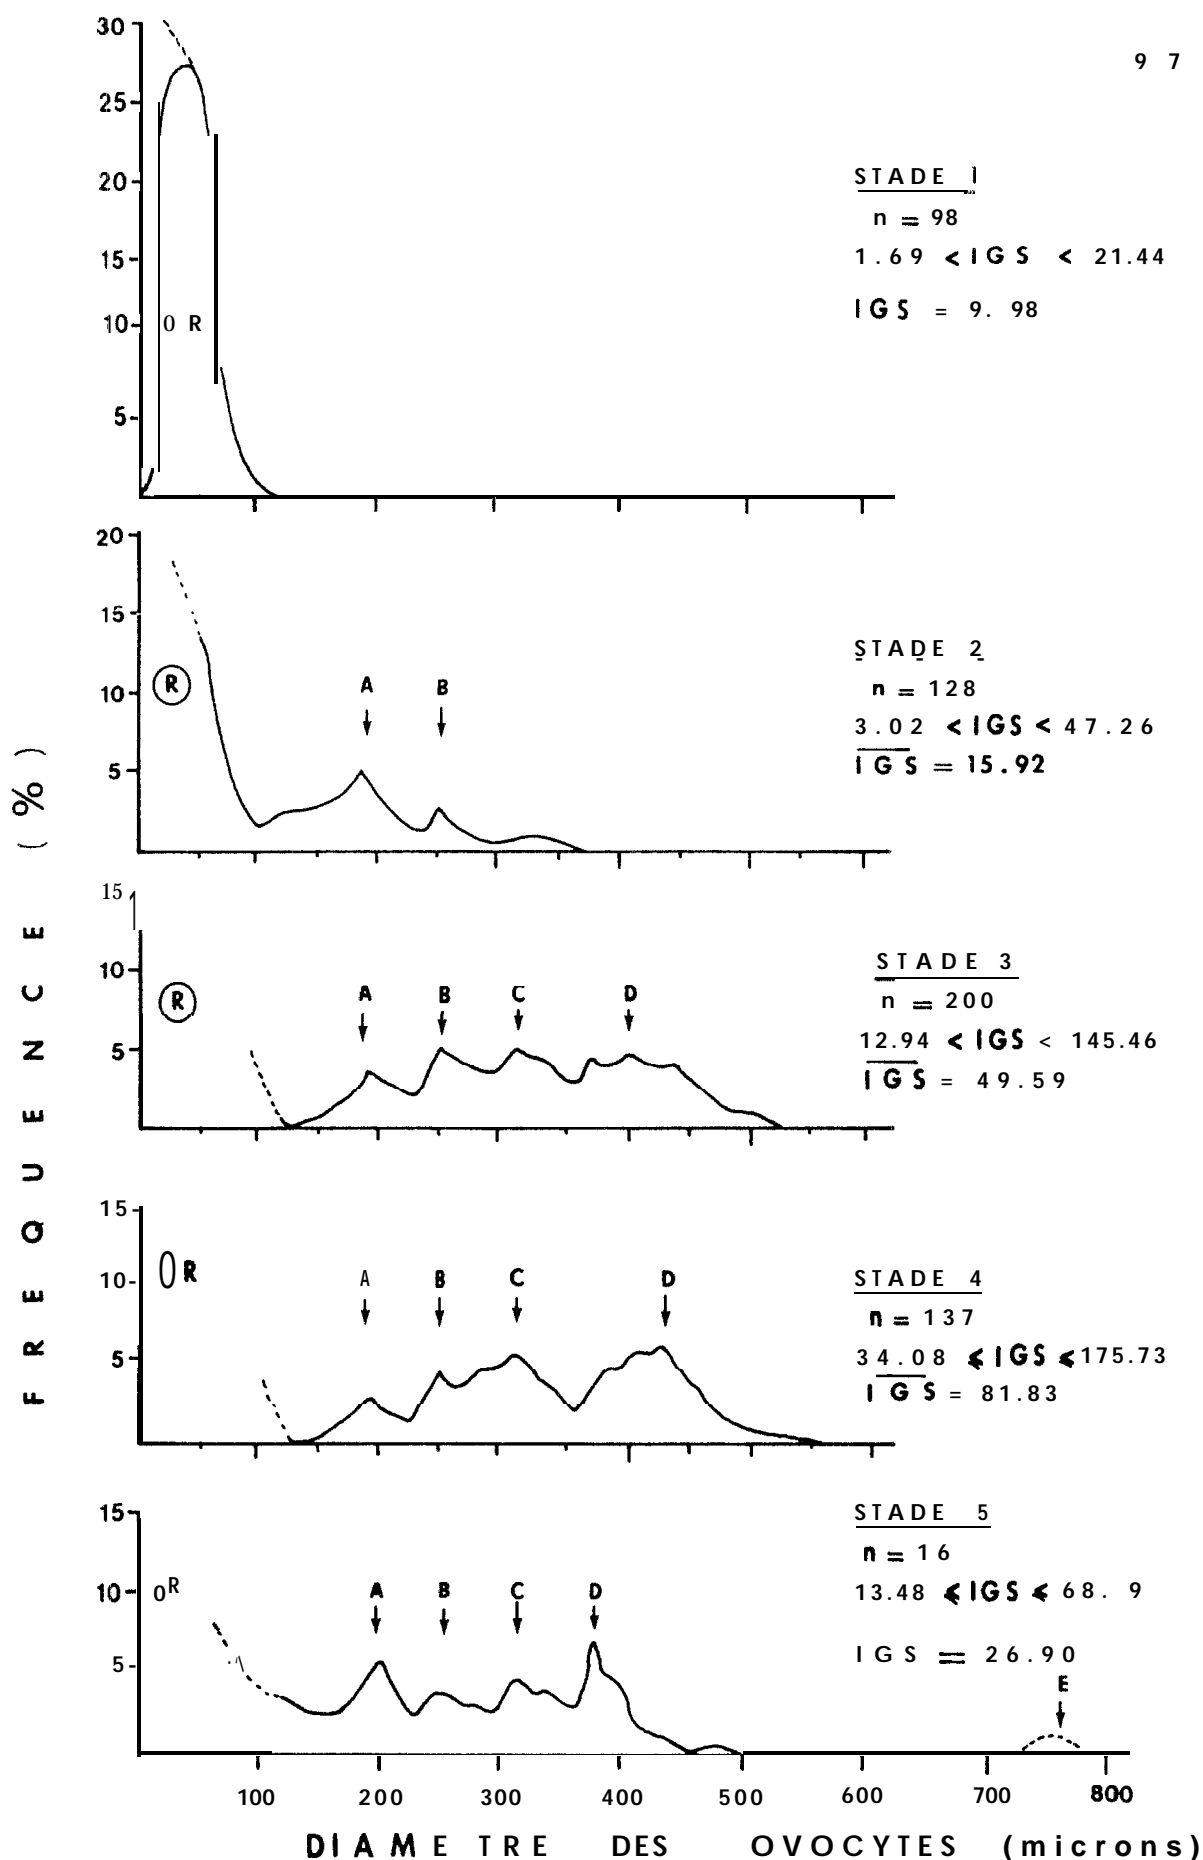 9 7
30
25
20
15
10
5
O R
STADE 1
n = 98
1.69 < IGS < 21.44
IGS = 9. 98
20
15
10
5
R
A B
STADE 2
n = 128
3.02 < IGS < 47.26
IGS = 15.92
15
10
5
R
A B C D
STADE 3
n = 200
12.94 < IGS < 145.46
IGS = 49.59
15
10
5
O R
A B C D
STADE 4
n = 137
34.08 ⩽ IGS ⩽ 175.73
IGS = 81.83
15
10
5
O R
A B C D
STADE 5
n = 16
13.48 ⩽ IGS ⩽ 68. 9
IGS = 26.90
E
100 200 300 400 500 600 700 800
DIAMETRE DES OVOCYTES (microns)
FREQUENCE (%)